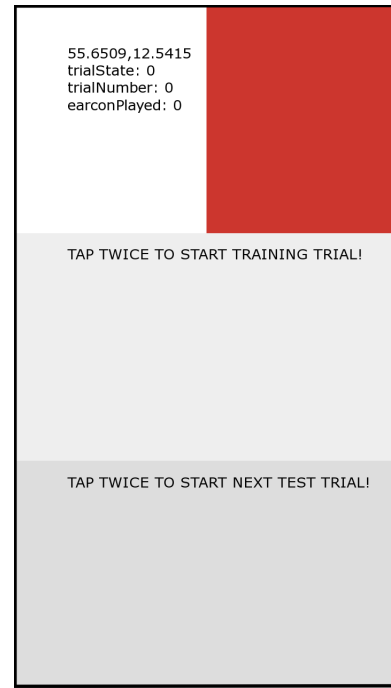 55.6509,12.5415
trialState: 0
trialNumber: 0
earconPlayed: 0
TAP TWICE TO START TRAINING TRIAL!
TAP TWICE TO START NEXT TEST TRIAL!